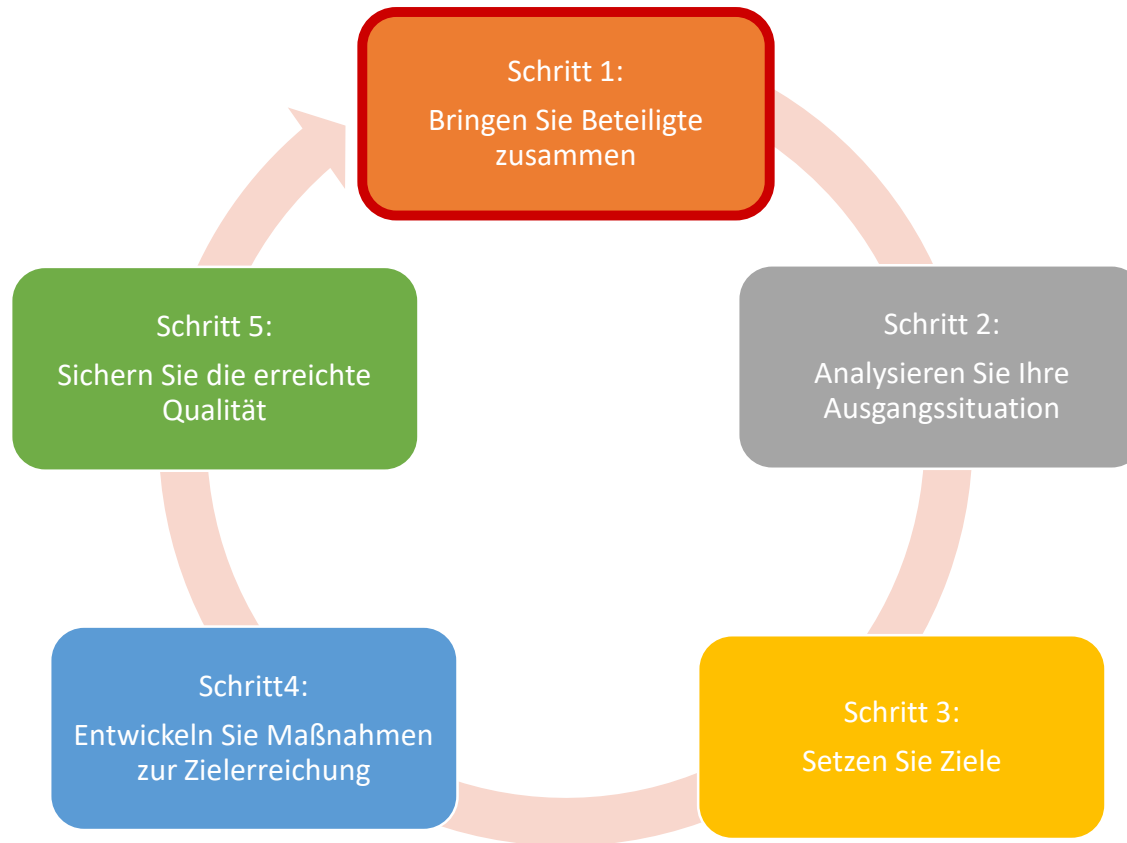 Schritt 1:
Bringen Sie Beteiligte
zusammen
Schritt 2:
Analysieren Sie Ihre
Ausgangssituation
Schritt 3:
Setzen Sie Ziele
Schritt4:
Entwickeln Sie Maßnahmen
zur Zielerreichung
Schritt 5:
Sichern Sie die erreichte
Qualität